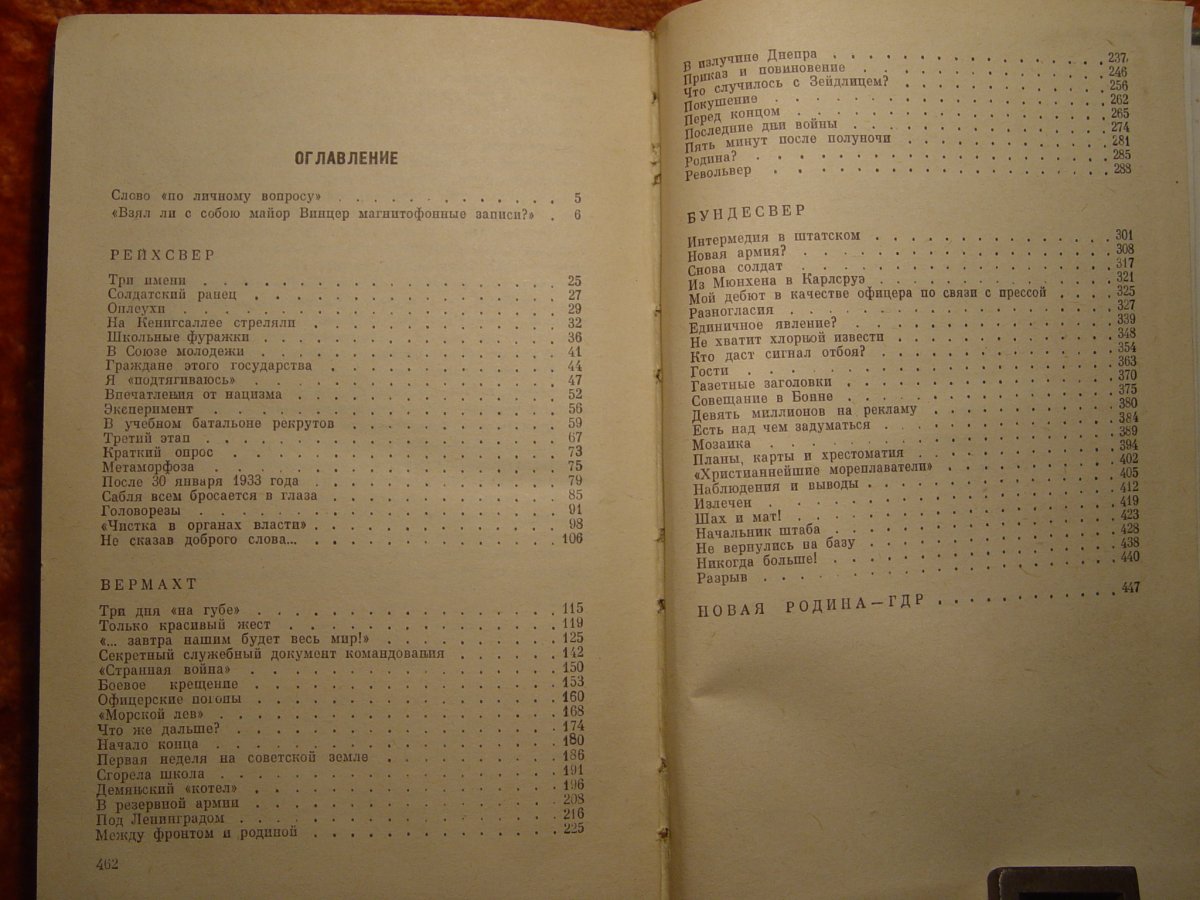 ОГЛАВЛЕНИЕ
Слово «по личному вопросу» . . . . . . . . . . . . . 5
«Взял ли с собою майор Винцер магнитофонные записи?» . 6
РЕЙХСВЕР
Три имени . . . . . . . . . . . . . . . . . . . 25
Солдатский ранец . . . . . . . . . . . . . . . . 27
Оплеухи . . . . . . . . . . . . . . . . . . . . 29
На Кенигсаллее стреляли . . . . . . . . . . . . . 32
Школьные фуражки . . . . . . . . . . . . . . . . 36
В Союзе молодежи . . . . . . . . . . . . . . . . 41
Граждане этого государства . . . . . . . . . . . . 44
Я «подтягиваюсь» . . . . . . . . . . . . . . . . 47
Впечатления от нацизма . . . . . . . . . . . . . . 52
Эксперимент . . . . . . . . . . . . . . . . . . 56
В учебном батальоне рекрутов . . . . . . . . . . . 59
Третий этап . . . . . . . . . . . . . . . . . . 67
Краткий опрос . . . . . . . . . . . . . . . . . 73
Метаморфоза . . . . . . . . . . . . . . . . . . 75
После 30 января 1933 года . . . . . . . . . . . . 79
Сабля всем бросается в глаза . . . . . . . . . . . 85
Головорезы . . . . . . . . . . . . . . . . . . . 91
«Чистка в органах власти» . . . . . . . . . . . . . 98
Не сказав доброго слова... . . . . . . . . . . . . . 106
ВЕРМАХТ
Три дня «на губе» . . . . . . . . . . . . . . . . 115
Только красивый жест . . . . . . . . . . . . . . . 119
«... завтра нашим будет весь мир!» . . . . . . . . . 125
Секретный служебный документ командования . . . . . . 142
«Странная война» . . . . . . . . . . . . . . . . 150
Боевое крещение . . . . . . . . . . . . . . . . 153
Офицерские погоны . . . . . . . . . . . . . . . . 160
«Морской лев» . . . . . . . . . . . . . . . . . 168
Что же дальше? . . . . . . . . . . . . . . . . . 174
Начало конца . . . . . . . . . . . . . . . . . . 180
Первая неделя на советской земле . . . . . . . . . . 186
Сгорела школа . . . . . . . . . . . . . . . . . 191
Демянский «котел» . . . . . . . . . . . . . . . . 196
В резервной армии . . . . . . . . . . . . . . . . 208
Под Ленинградом . . . . . . . . . . . . . . . . 216
Между фронтом и родиной . . . . . . . . . . . . . 225
462
В излучине Днепра . . . . . . . . . . . . . . . . 237
Приказ и повиновение . . . . . . . . . . . . . . . 246
Что случилось с Зейдлицем? . . . . . . . . . . . . 256
Покушение . . . . . . . . . . . . . . . . . . . 262
Перед концом . . . . . . . . . . . . . . . . . . 265
Последние дни войны . . . . . . . . . . . . . . . 274
Пять минут после полуночи . . . . . . . . . . . . . 281
Родина? . . . . . . . . . . . . . . . . . . . . 285
Револьвер . . . . . . . . . . . . . . . . . . . 288
БУНДЕСВЕР
Интермедия в штатском . . . . . . . . . . . . . . 301
Новая армия? . . . . . . . . . . . . . . . . . . 308
Снова солдат . . . . . . . . . . . . . . . . . . 317
Из Мюнхена в Карлсруэ . . . . . . . . . . . . . . 321
Мой дебют в качестве офицера по связи с прессой . . . . 325
Разногласия . . . . . . . . . . . . . . . . . . 327
Единичное явление? . . . . . . . . . . . . . . . . 339
Не хватит хлорной извести . . . . . . . . . . . . . 348
Кто даст сигнал отбоя? . . . . . . . . . . . . . . 354
Гости . . . . . . . . . . . . . . . . . . . . . 363
Газетные заголовки . . . . . . . . . . . . . . . . 370
Совещание в Бонне . . . . . . . . . . . . . . . . 375
Девять миллионов на рекламу . . . . . . . . . . . . 380
Есть над чем задуматься . . . . . . . . . . . . . . 384
Мозаика . . . . . . . . . . . . . . . . . . . . 389
Планы, карты и хрестоматия . . . . . . . . . . . . 394
«Христианнейшие мореплаватели» . . . . . . . . . . . 402
Наблюдения и выводы . . . . . . . . . . . . . . . 405
Излечен . . . . . . . . . . . . . . . . . . . . 412
Шах и мат! . . . . . . . . . . . . . . . . . . . 419
Начальник штаба . . . . . . . . . . . . . . . . . 423
Не вернулись на базу . . . . . . . . . . . . . . . 428
Никогда больше! . . . . . . . . . . . . . . . . . 438
Разрыв . . . . . . . . . . . . . . . . . . . . 440
НОВАЯ РОДИНА — ГДР . . . . . . . . . . . . 447